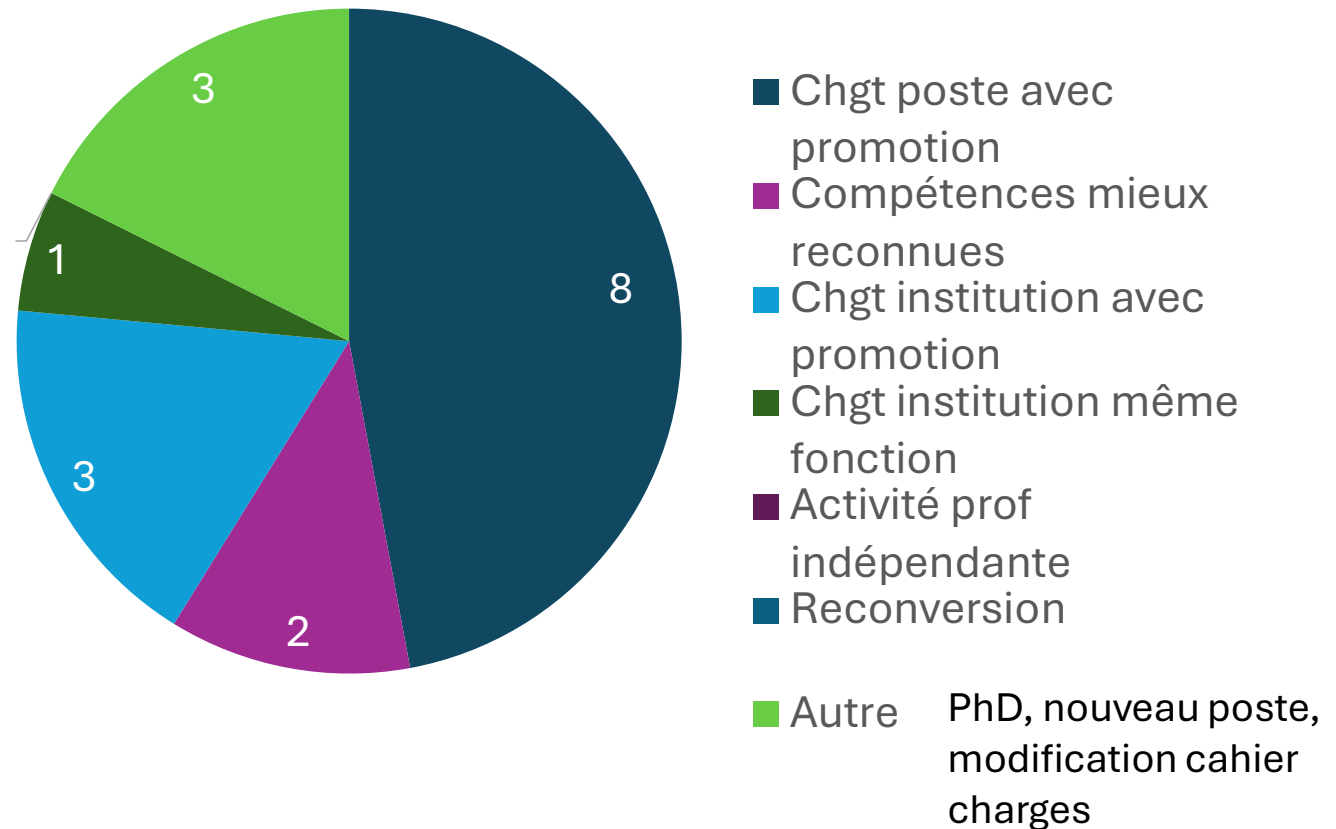 3
1
8
3
2
Chgt poste avec
promotion
Compétences mieux
reconnues
Chgt institution avec
promotion
Chgt institution même
fonction
Activité prof
indépendante
Reconversion
Autre
PhD, nouveau poste,
modification cahier
charges